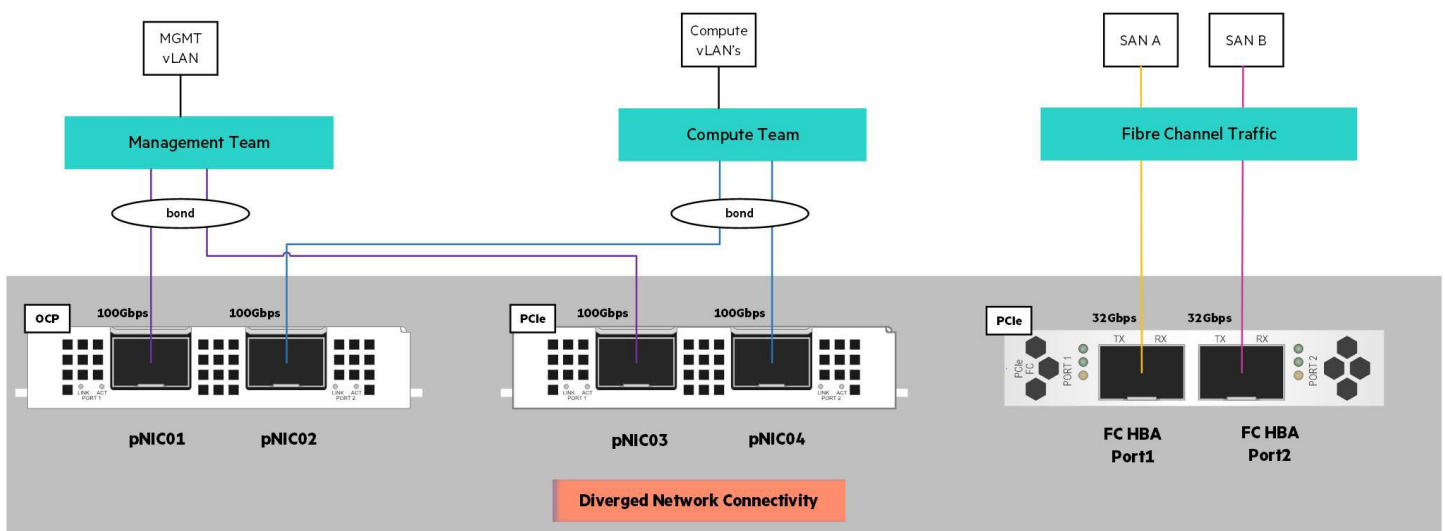 MGMT
vLAN
Compute
vLAN's
SAN A
SAN B
Management Team
Compute Team
Fibre Channel Traffic
bond
bond
OCP
100Gbps
100Gbps
PCIe
100Gbps
100Gbps
PCIe
32Gbps
32Gbps
LINK ACT
PORT 1
LINK ACT
PORT 2
LINK ACT
PORT 1
LINK ACT
PORT 2
PCIe
FC
PORT 1
TX RX
TX RX
PORT 2
pNIC01
pNIC02
pNIC03
pNIC04
FC HBA
Port1
FC HBA
Port2
Diverged Network Connectivity